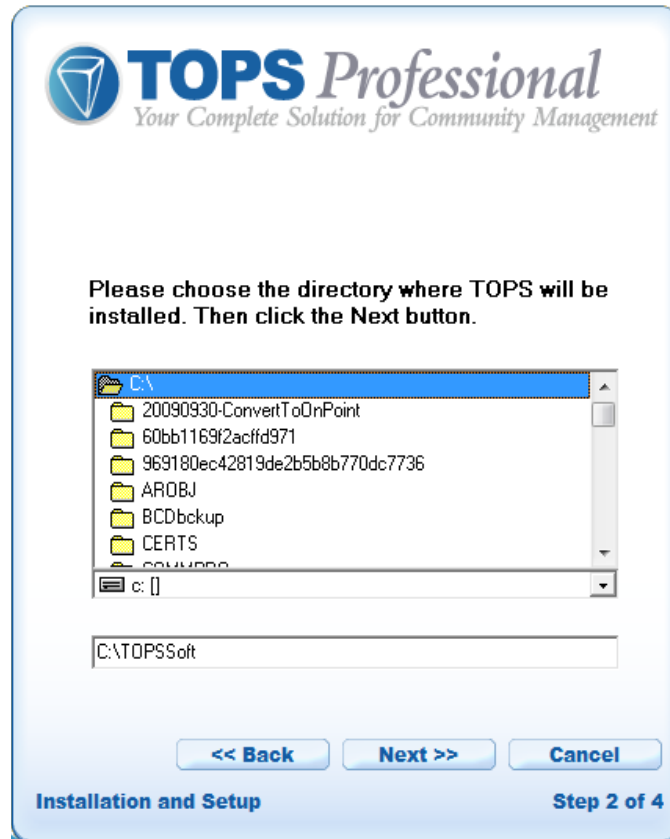 TOPS Professional
Your Complete Solution for Community Management
Please choose the directory where TOPS will be
installed. Then click the Next button.
C:\
20090930-ConvertToOnPoint
60bb1169f2acffd971
969180ec42819de2b5b8b770dc7736
AROBJ
BCDbckup
CERTS
c: []
C:\TOPSSoft
<< Back Next >> Cancel
Installation and Setup Step 2 of 4